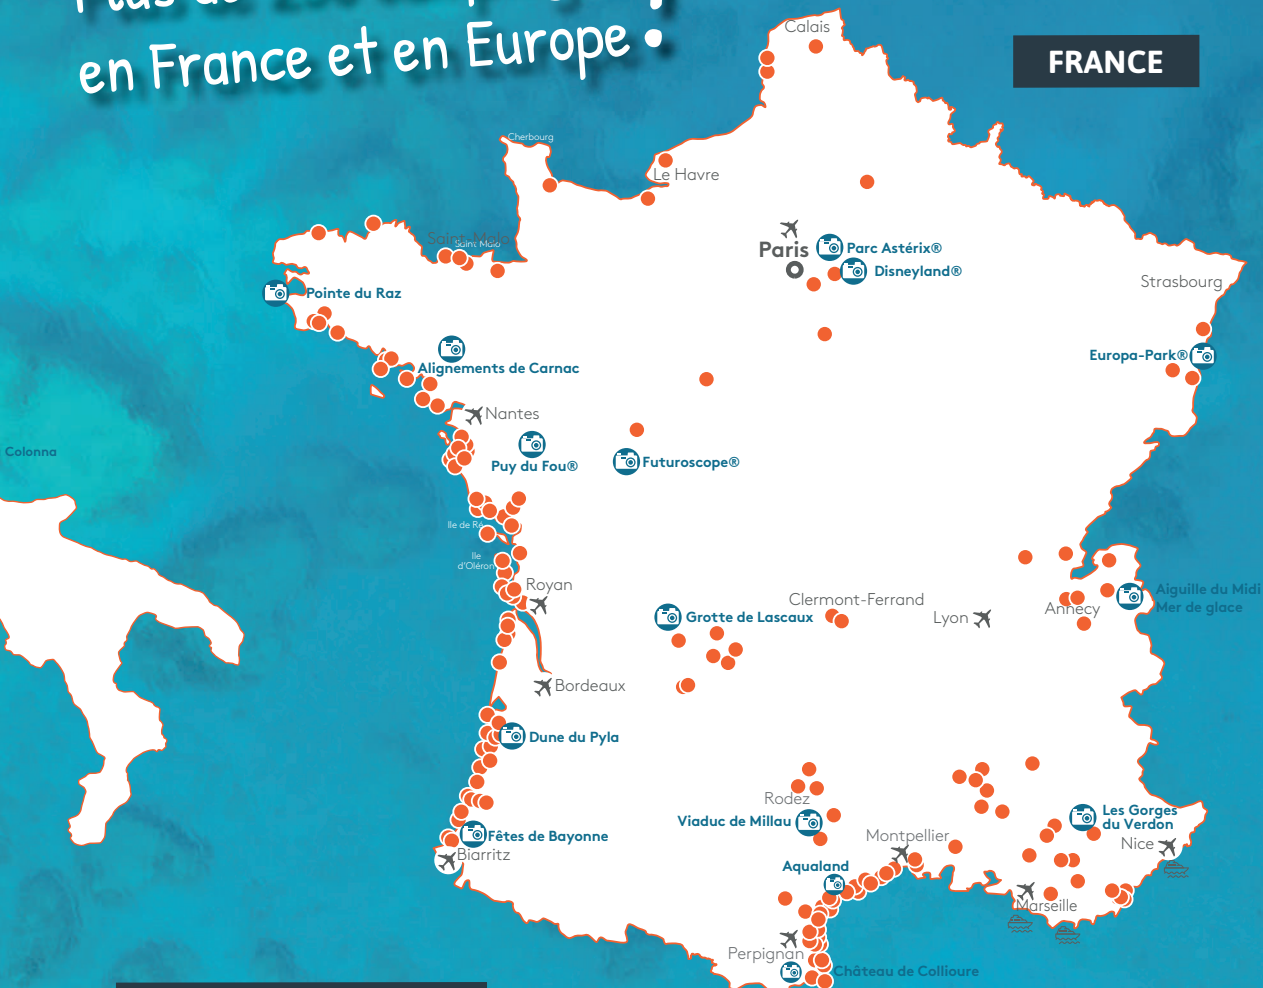 en France et en Europe !
FRANCE
Calais
Cherbourg
Le Havre
Saint-Malo
Saint Malo
Paris
Parc Astérix®
Disneyland®
Strasbourg
Pointe du Raz
Europa-Park®
Alignements de Carnac
Nantes
Colonna
Puy du Fou®
Futuroscope®
Ile de Ré
Ile
d'Oléron
Royan
Clermont-Ferrand
Grotte de Lascaux
Lyon
Annecy
Aiguille du Midi
Mer de glace
Bordeaux
Dune du Pyla
Rodez
Viaduc de Millau
Les Gorges
du Verdon
Fêtes de Bayonne
Biarritz
Montpellier
Nice
Aqualand
Marseille
Perpignan
Château de Collioure